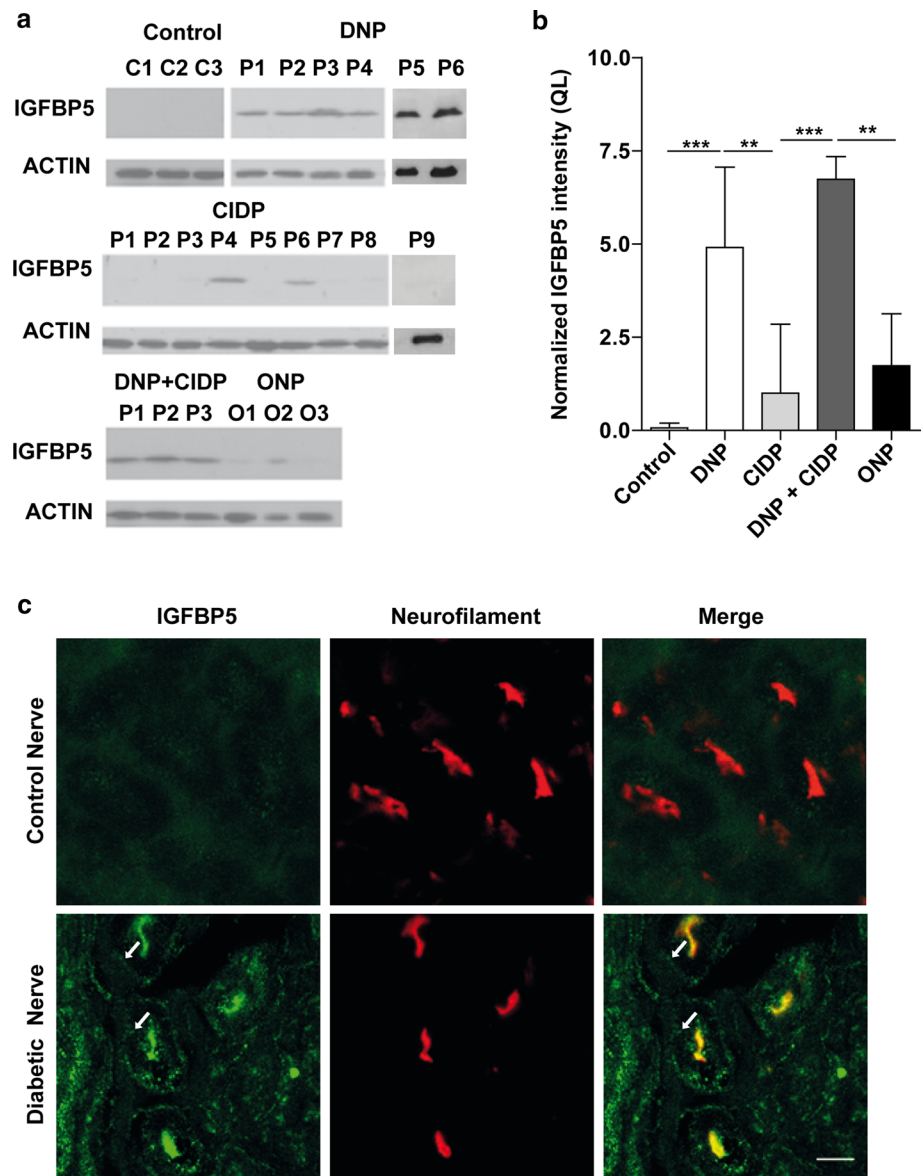 a
Control DNP
C1 C2 C3 P1 P2 P3 P4 P5 P6
IGFBP5
ACTIN
CIDP
P1 P2 P3 P4 P5 P6 P7 P8 P9
IGFBP5
ACTIN
DNP+CIDP ONP
P1 P2 P3 O1 O2 O3
IGFBP5
ACTIN
b
Normalized IGFBP5 intensity (QL)
10.0
7.5
5.0
2.5
0.0
*** ** *** **
Control DNP CIDP DNP + CIDP ONP
c
IGFBP5 Neurofilament Merge
Control Nerve
Diabetic Nerve